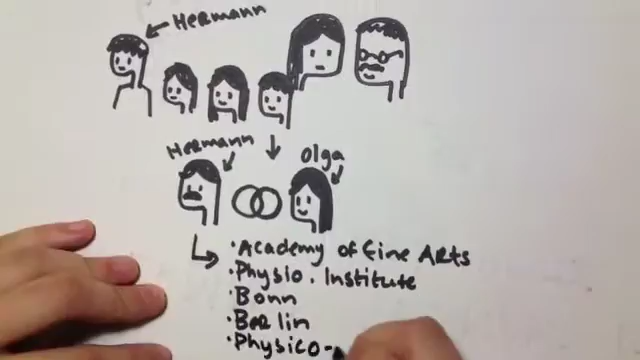 Hermann
Hermann
Olga
• Academy of Fine Arts
• Physio. Institute
• Bonn
• Berlin
• Physico-